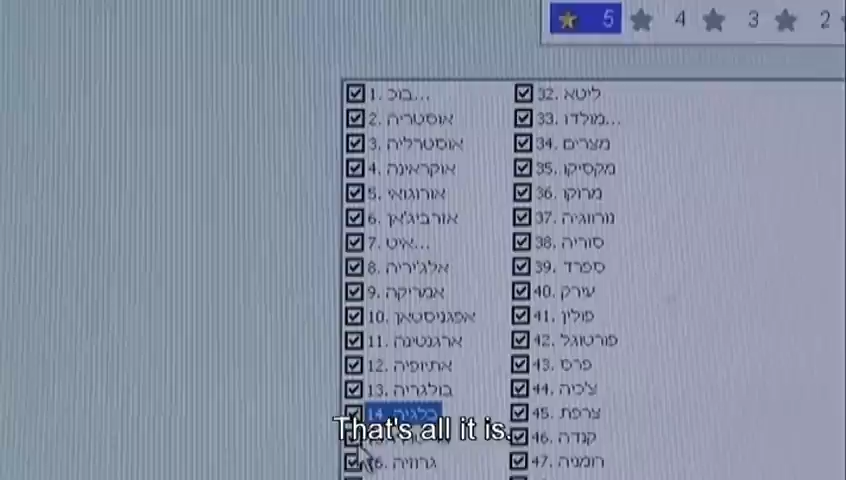 5 4 3 2
1. בוכ...
2. אוסטריה
3. אוסטרליה
4. אוקראינה
5. אורוגואי
6. אזרביג'אן
7. איט...
8. אלג'יריה
9. אמריקה
10. אפגניסטאן
11. ארגנטינה
12. אתיופיה
13. בולגריה
14. בלגיה
16. גרוזיה
32. ליטא
33. מולדו...
34. מצרים
35. מקסיקו
36. מרוקו
37. נורווגיה
38. סוריה
39. ספרד
40. עירק
41. פולין
42. פורטוגל
43. פרס
44. צ'כיה
45. צרפת
46. קנדה
47. רומניה
That's all it is.